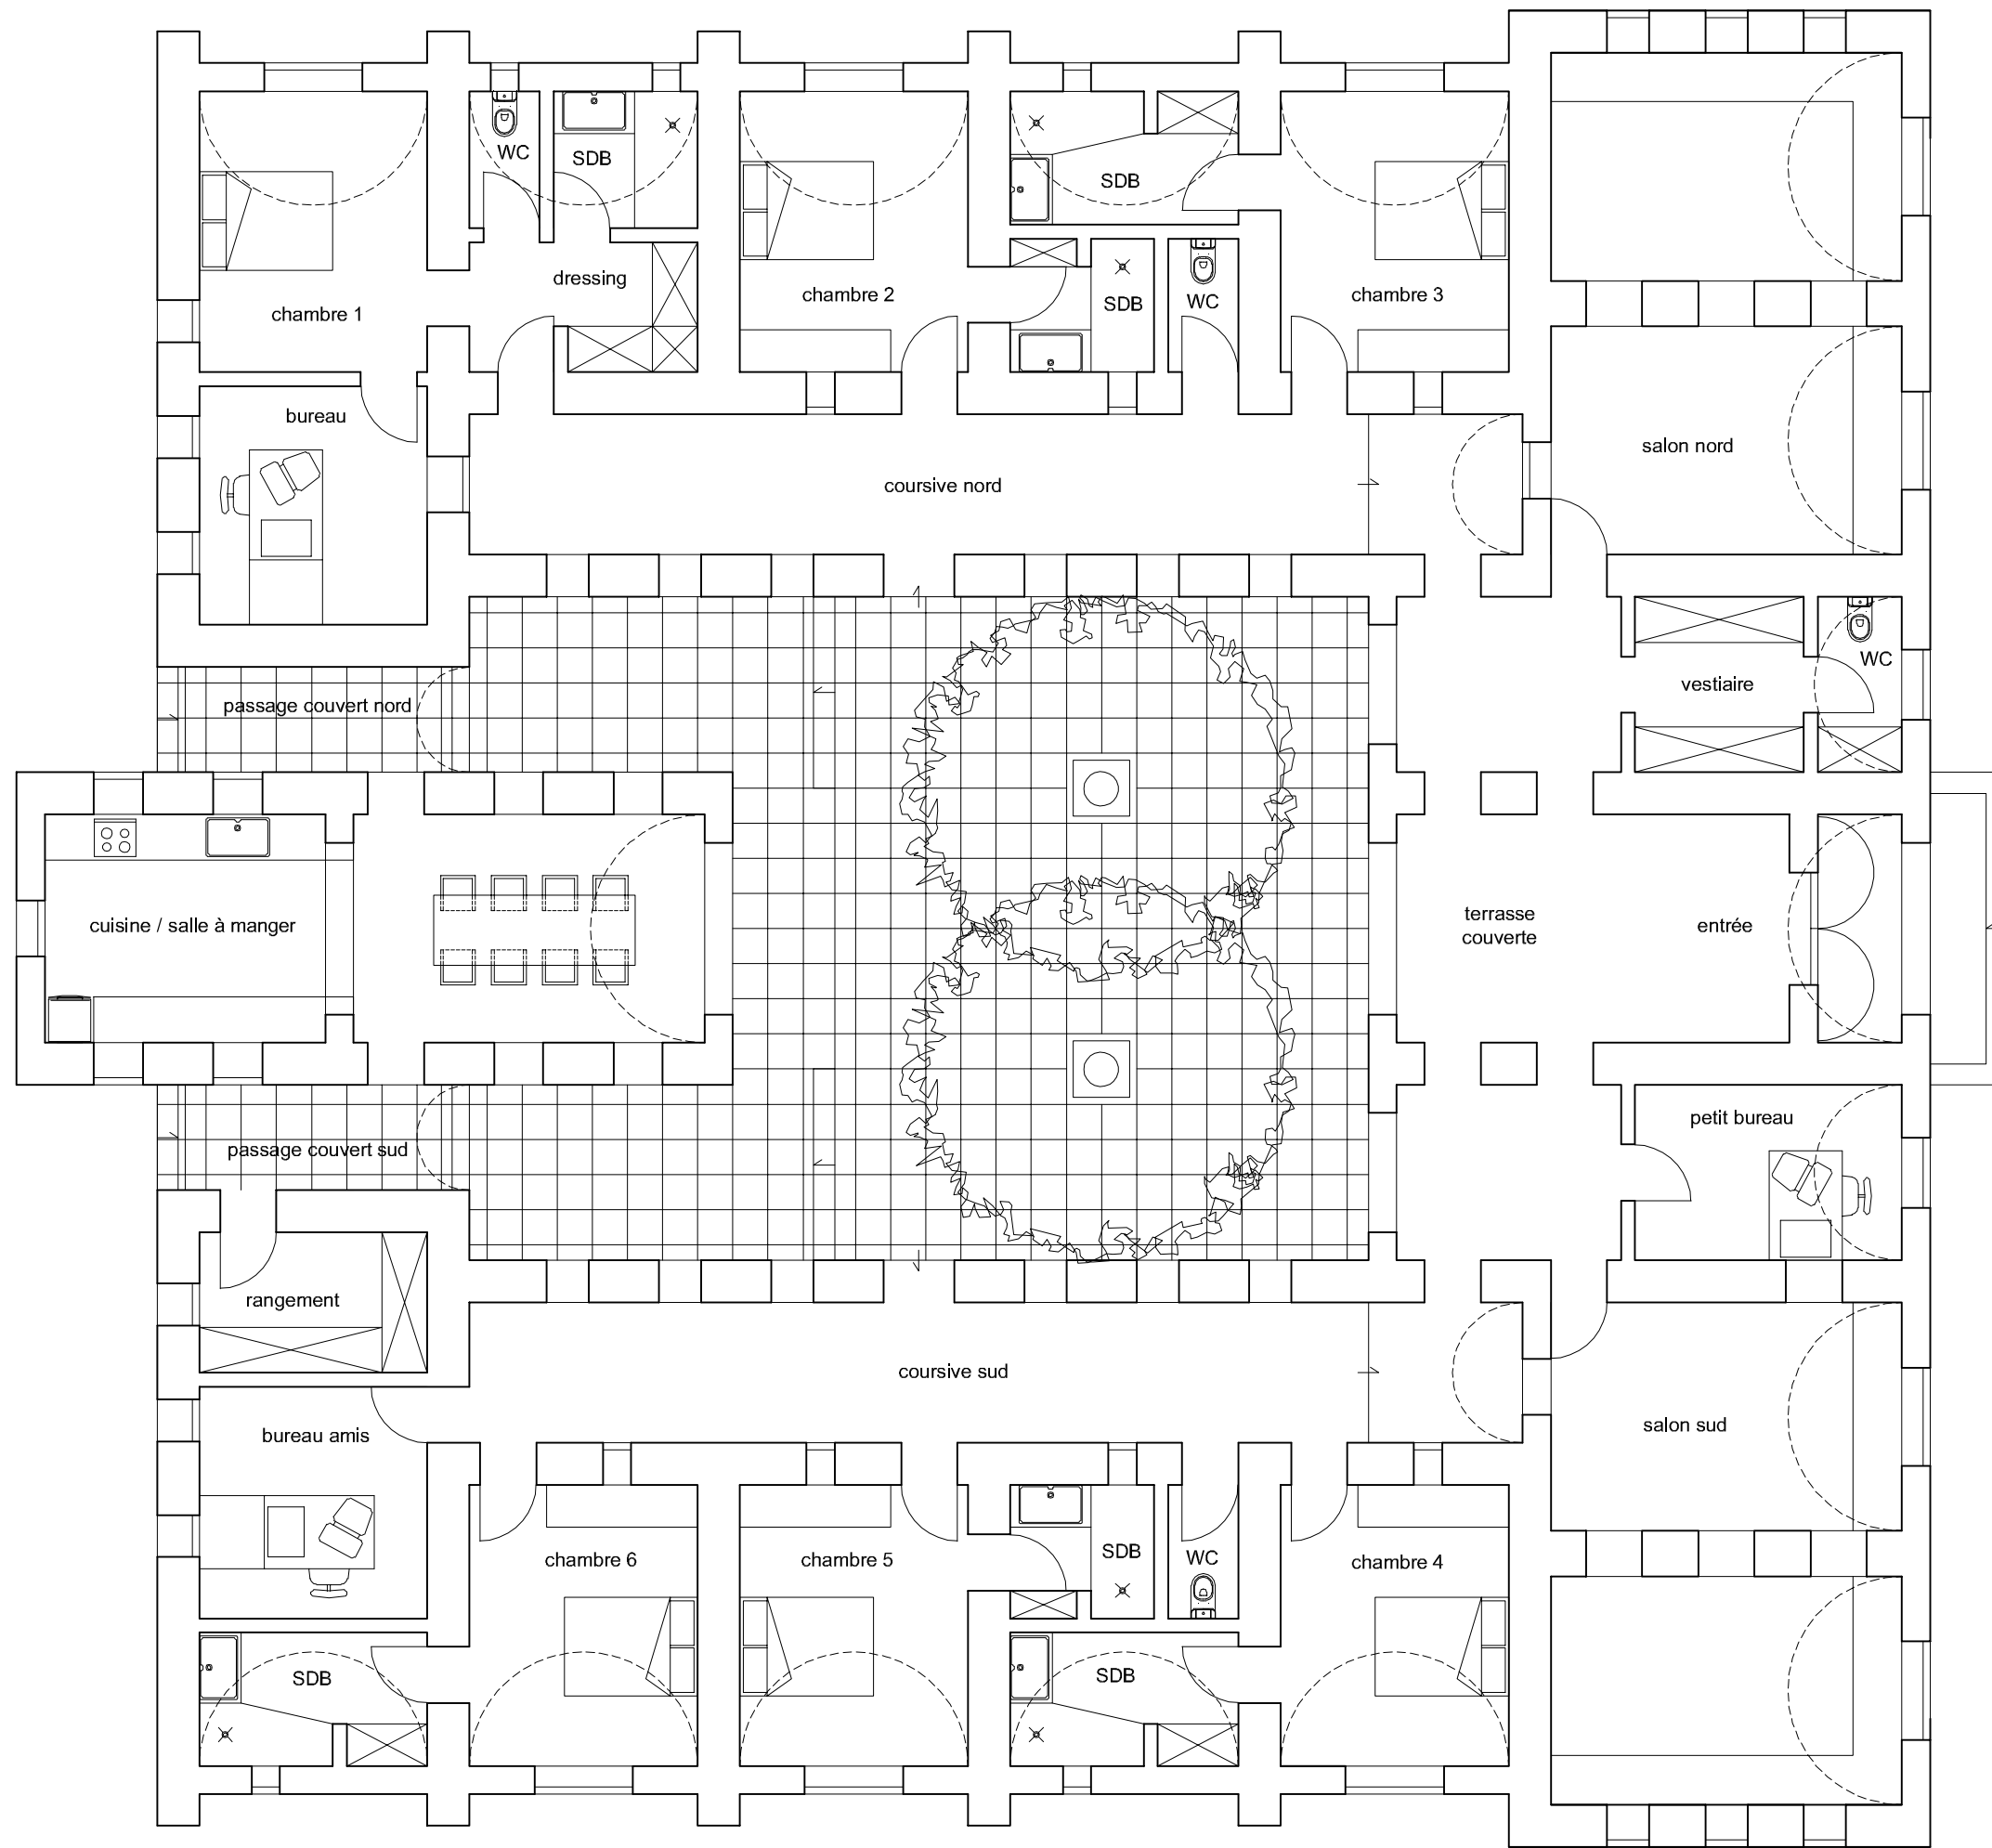 WC
SDB
SDB
dressing
chambre 2
SDB
WC
chambre 3
chambre 1
bureau
salon nord
coursive nord
WC
vestiaire
passage couvert nord
cuisine / salle à manger
terrasse
couverte
entrée
petit bureau
passage couvert sud
rangement
coursive sud
salon sud
bureau amis
chambre 6
chambre 5
SDB
WC
chambre 4
SDB
SDB